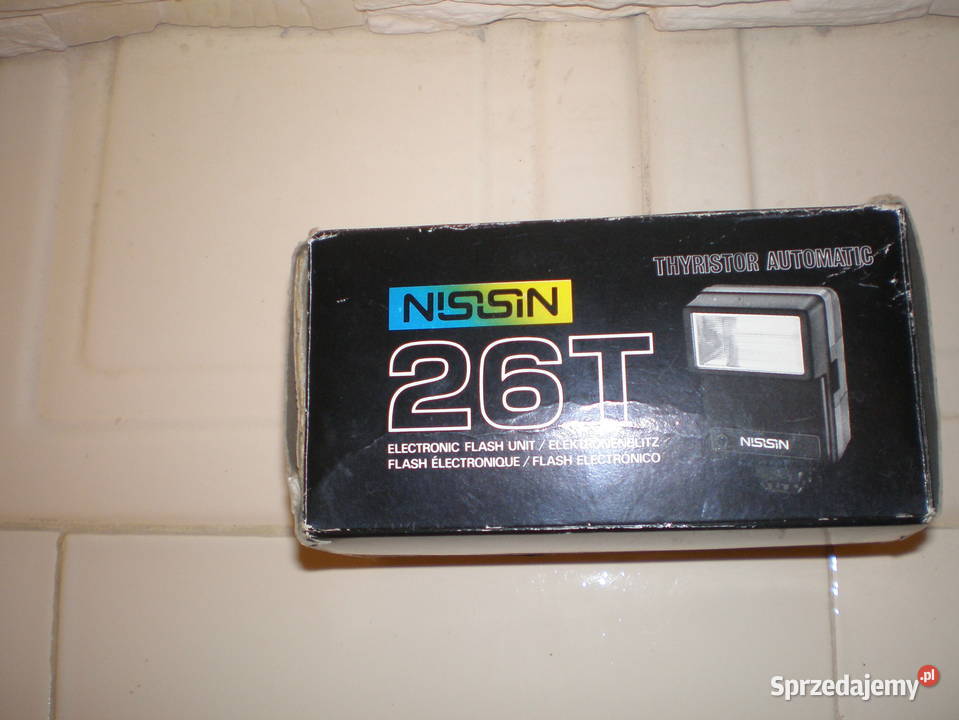 THYRISTOR AUTOMATIC
NISSIN
26T
ELECTRONIC FLASH UNIT / ELEKTRONENBLITZ
FLASH ÉLECTRONIQUE / FLASH ELECTRÓNICO
NISSIN
Sprzedajemy.pl